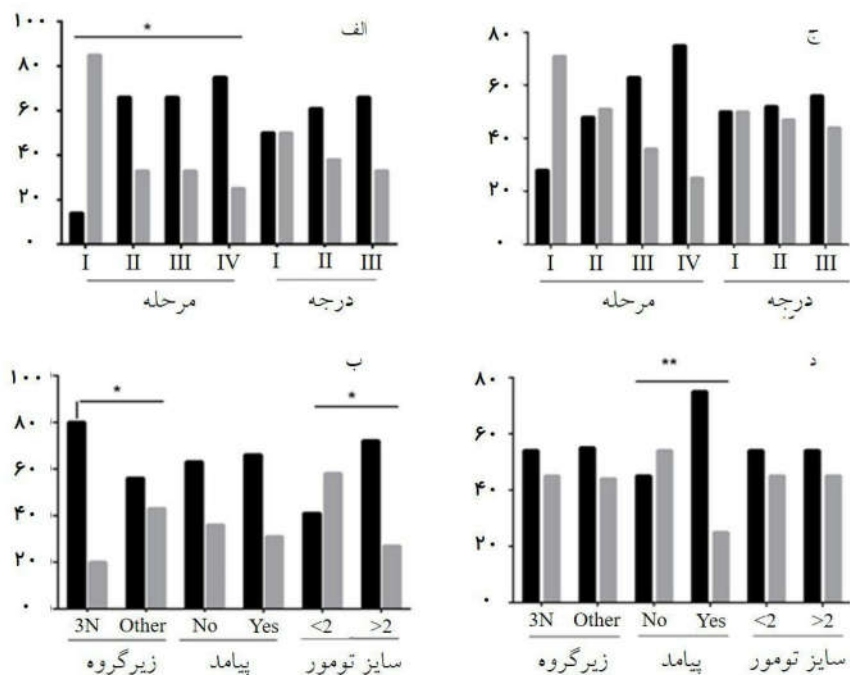 الف
*
۱۰۰
۸۰
۶۰
۴۰
۲۰
۰
I II III IV I II III
مرحله درجه
ج
۸۰
۶۰
۴۰
۲۰
۰
I II III IV I II III
مرحله درجه
ب
* *
۱۰۰
۸۰
۶۰
۴۰
۲۰
۰
3N Other No Yes <2 >2
زیرگروه پیامد سایز تومور
د
**
۸۰
۶۰
۴۰
۲۰
۰
3N Other No Yes <2 >2
زیرگروه پیامد سایز تومور